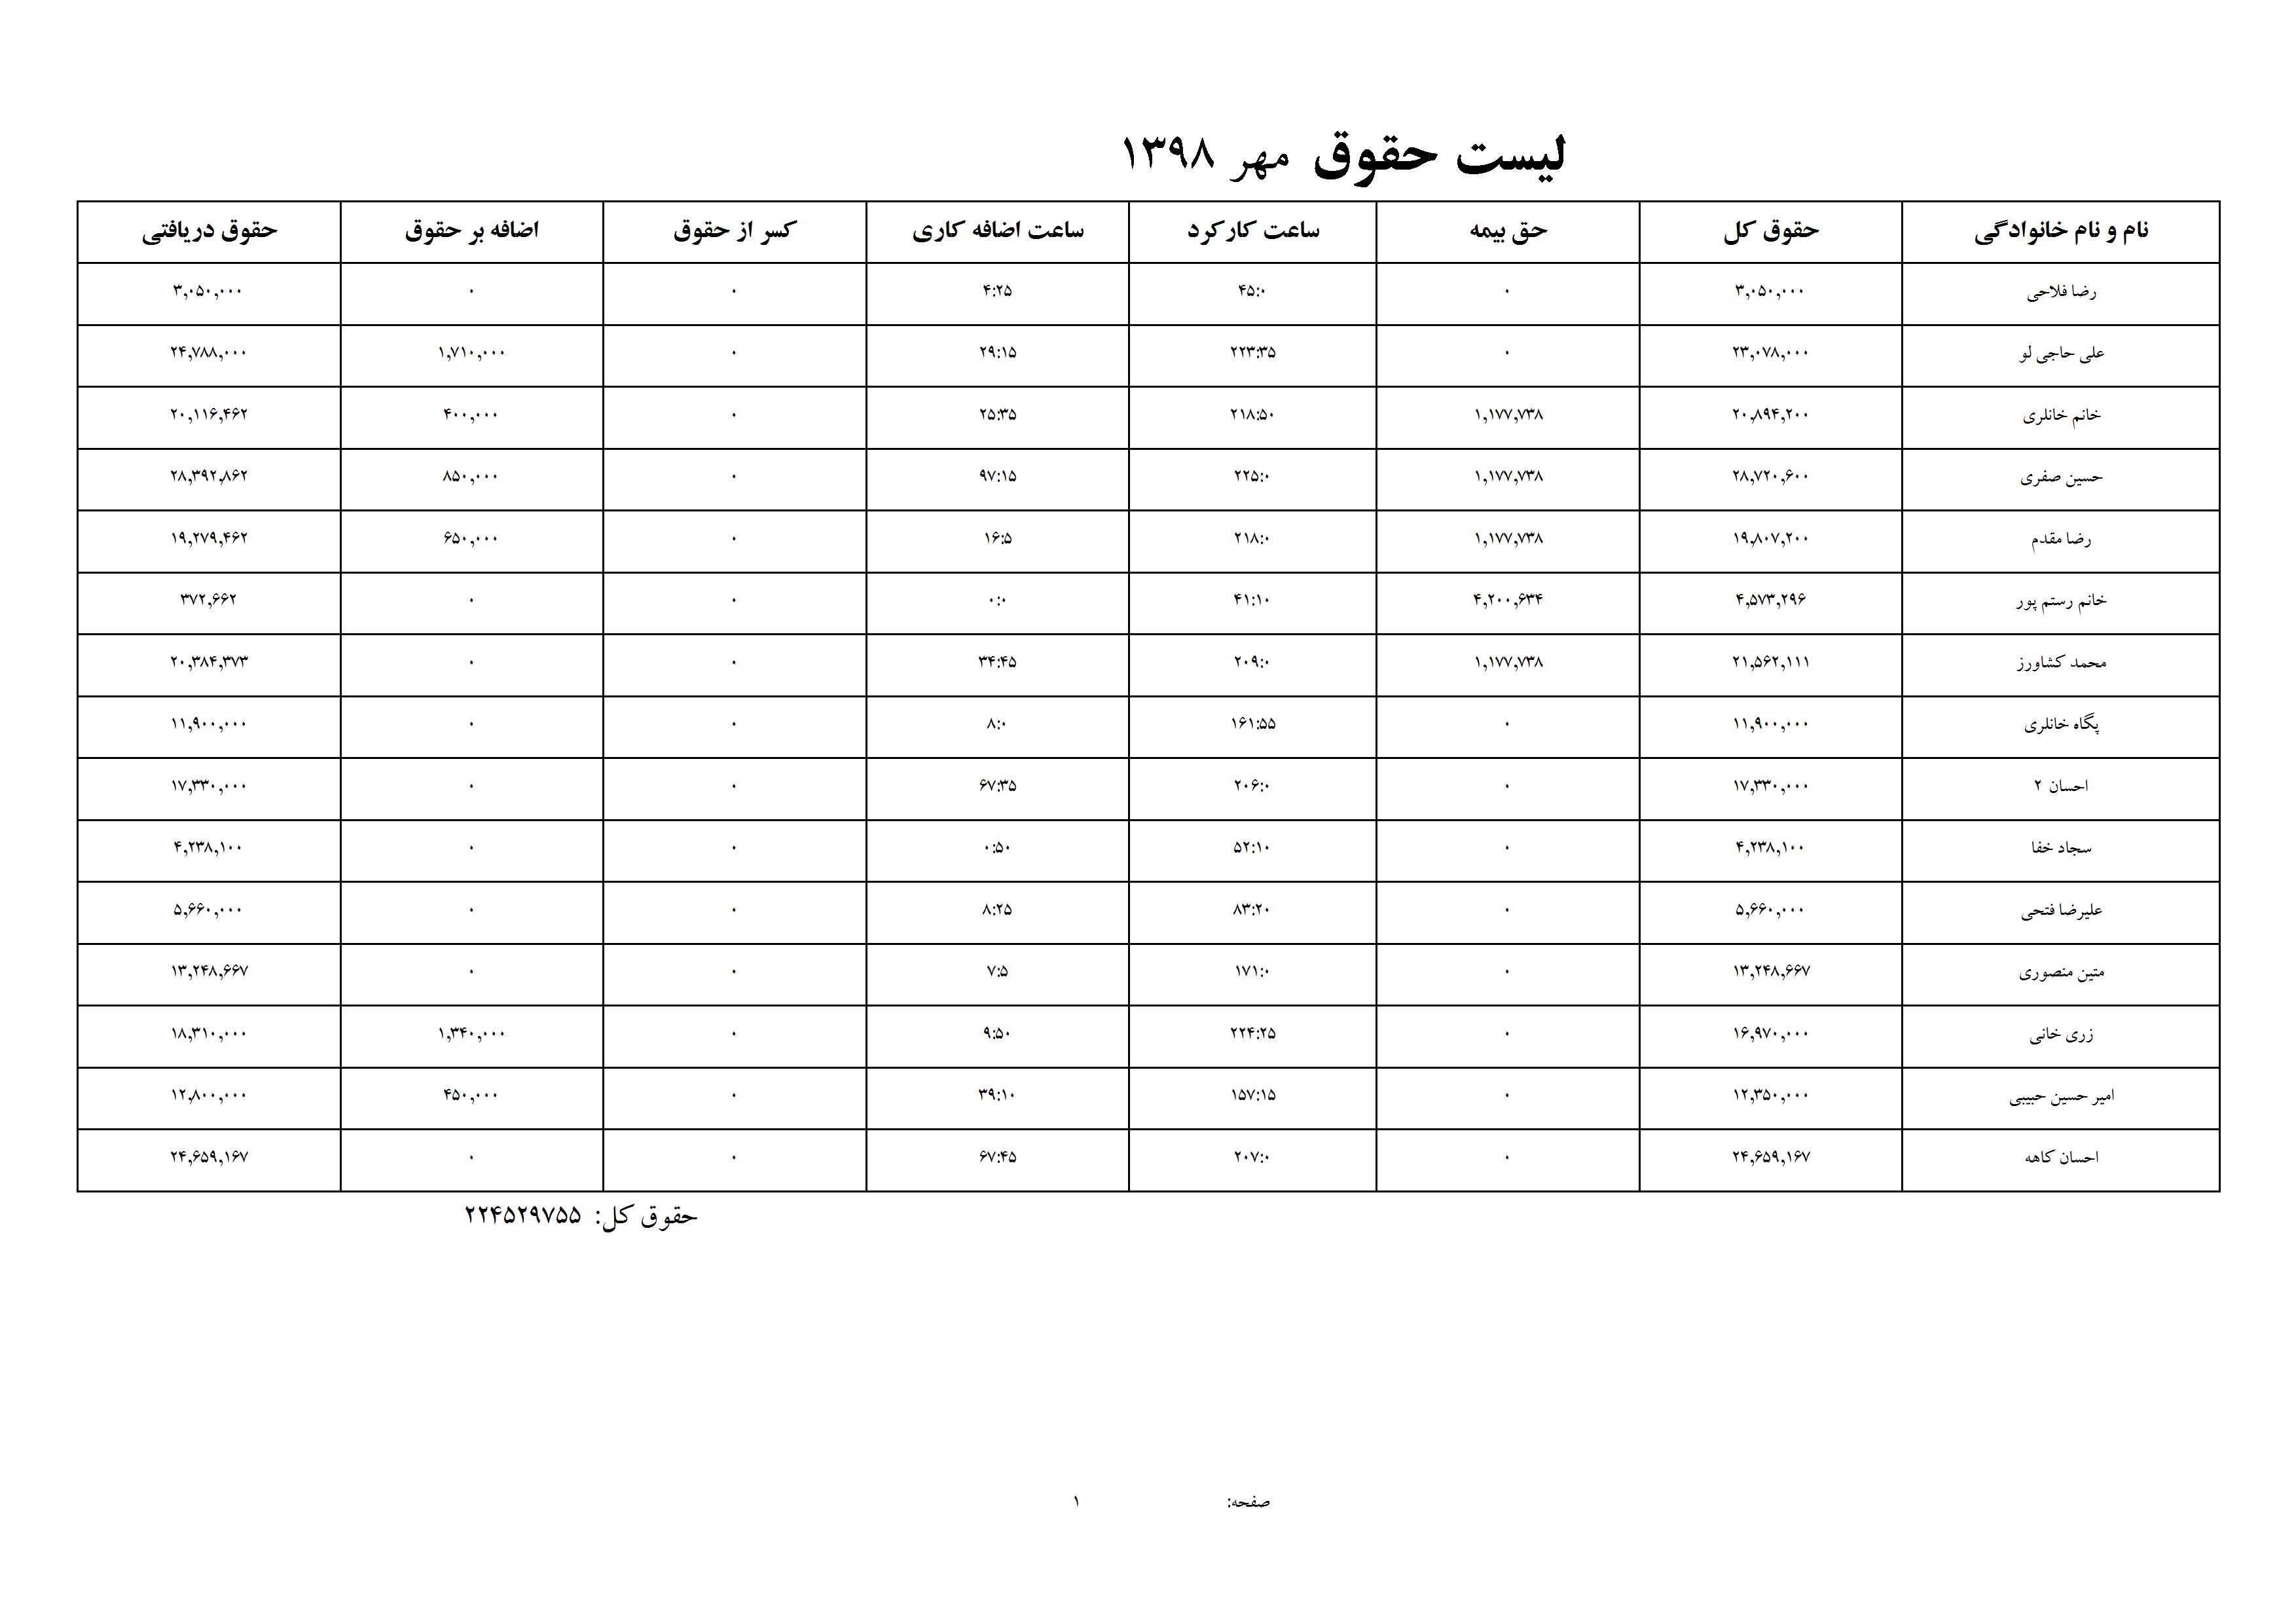 لیست حقوق مهر ۱۳۹۸
نام و نام خانوادگی حقوق کل حق بیمه ساعت کارکرد ساعت اضافه کاری کسر از حقوق اضافه بر حقوق حقوق دریافتی
رضا فلاحی ۳,۰۵۰,۰۰۰ ۰ ۴۵:۰ ۴:۲۵ ۰ ۰ ۳,۰۵۰,۰۰۰
علی حاجی لو ۲۳,۰۷۸,۰۰۰ ۰ ۲۲۳:۳۵ ۲۹:۱۵ ۰ ۱,۷۱۰,۰۰۰ ۲۴,۷۸۸,۰۰۰
خانم خانلری ۲۰,۸۹۴,۲۰۰ ۱,۱۷۷,۷۳۸ ۲۱۸:۵۰ ۲۵:۳۵ ۰ ۴۰۰,۰۰۰ ۲۰,۱۱۶,۴۶۲
حسین صفری ۲۸,۷۲۰,۶۰۰ ۱,۱۷۷,۷۳۸ ۲۲۵:۰ ۹۷:۱۵ ۰ ۸۵۰,۰۰۰ ۲۸,۳۹۲,۸۶۲
رضا مقدم ۱۹,۸۰۷,۲۰۰ ۱,۱۷۷,۷۳۸ ۲۱۸:۰ ۱۶:۵ ۰ ۶۵۰,۰۰۰ ۱۹,۲۷۹,۴۶۲
خانم رستم پور ۴,۵۷۳,۲۹۶ ۴,۲۰۰,۶۳۴ ۴۱:۱۰ ۰:۰ ۰ ۰ ۳۷۲,۶۶۲
محمد کشاورز ۲۱,۵۶۲,۱۱۱ ۱,۱۷۷,۷۳۸ ۲۰۹:۰ ۳۴:۴۵ ۰ ۰ ۲۰,۳۸۴,۳۷۳
پگاه خانلری ۱۱,۹۰۰,۰۰۰ ۰ ۱۶۱:۵۵ ۸:۰ ۰ ۰ ۱۱,۹۰۰,۰۰۰
احسان ۲ ۱۷,۳۳۰,۰۰۰ ۰ ۲۰۶:۰ ۶۷:۳۵ ۰ ۰ ۱۷,۳۳۰,۰۰۰
سجاد خفا ۴,۲۳۸,۱۰۰ ۰ ۵۲:۱۰ ۰:۵۰ ۰ ۰ ۴,۲۳۸,۱۰۰
علیرضا فتحی ۵,۶۶۰,۰۰۰ ۰ ۸۳:۲۰ ۸:۲۵ ۰ ۰ ۵,۶۶۰,۰۰۰
متین منصوری ۱۳,۲۴۸,۶۶۷ ۰ ۱۷۱:۰ ۷:۵ ۰ ۰ ۱۳,۲۴۸,۶۶۷
زری خانی ۱۶,۹۷۰,۰۰۰ ۰ ۲۲۴:۲۵ ۹:۵۰ ۰ ۱,۳۴۰,۰۰۰ ۱۸,۳۱۰,۰۰۰
امیر حسین حبیبی ۱۲,۳۵۰,۰۰۰ ۰ ۱۵۷:۱۵ ۳۹:۱۰ ۰ ۴۵۰,۰۰۰ ۱۲,۸۰۰,۰۰۰
احسان کاهه ۲۴,۶۵۹,۱۶۷ ۰ ۲۰۷:۰ ۶۷:۴۵ ۰ ۰ ۲۴,۶۵۹,۱۶۷
حقوق کل: ۲۲۴۵۲۹۷۵۵
صفحه: ۱